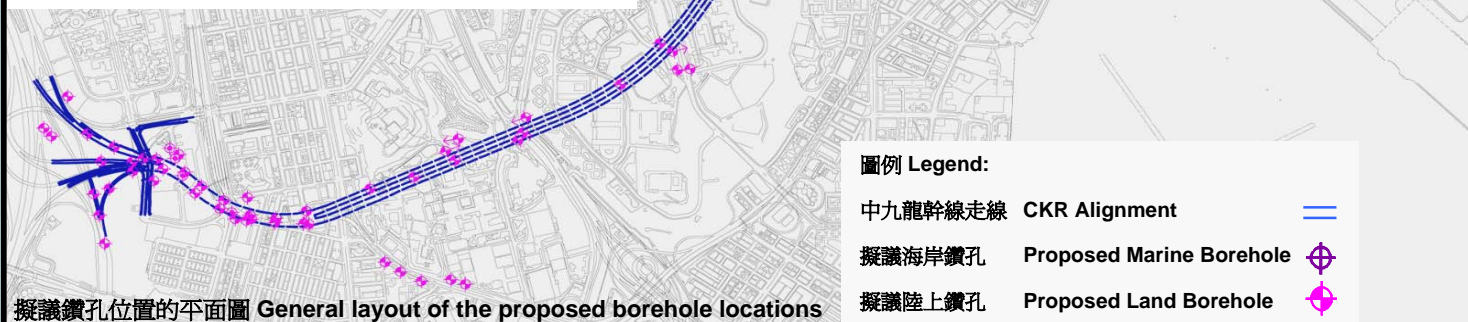 圖例 Legend:
中九龍幹線走線 CKR Alignment
擬議海岸鑽孔 Proposed Marine Borehole
擬議陸上鑽孔 Proposed Land Borehole
擬議鑽孔位置的平面圖 General layout of the proposed borehole locations